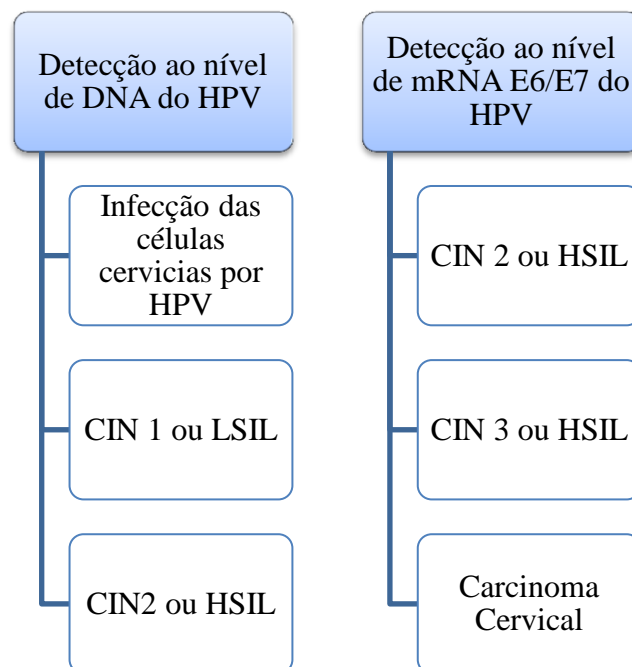 Detecção ao nível
de DNA do HPV
Infecção das
células
cervicias por
HPV
CIN 1 ou LSIL
CIN2 ou HSIL
Detecção ao nível
de mRNA E6/E7 do
HPV
CIN 2 ou HSIL
CIN 3 ou HSIL
Carcinoma
Cervical